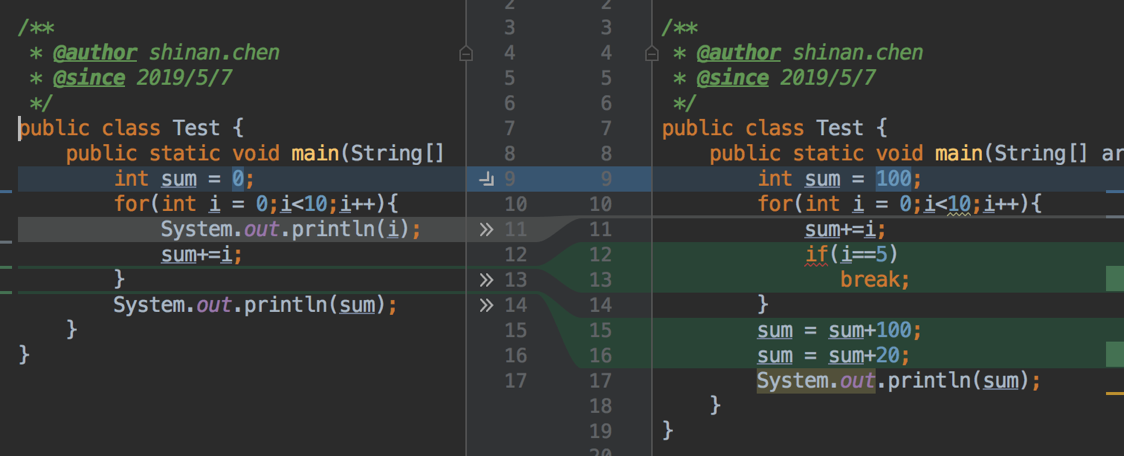 /**
 * @author shinan.chen
 * @since 2019/5/7
 */
public class Test {
    public static void main(String[]
        int sum = 0;
        for(int i = 0;i<10;i++){
            System.out.println(i);
            sum+=i;
        }
        System.out.println(sum);
    }
}
2 2
3 3
4 4
5 5
6 6
7 7
8 8
9 9
10 10
11 11
12 12
13 13
14 14
15 15
16 16
17 17
18
19
20
/**
 * @author shinan.chen
 * @since 2019/5/7
 */
public class Test {
    public static void main(String[] ar
        int sum = 100;
        for(int i = 0;i<10;i++){
            sum+=i;
            if(i==5)
               break;
        }
        sum = sum+100;
        sum = sum+20;
        System.out.println(sum);
    }
}